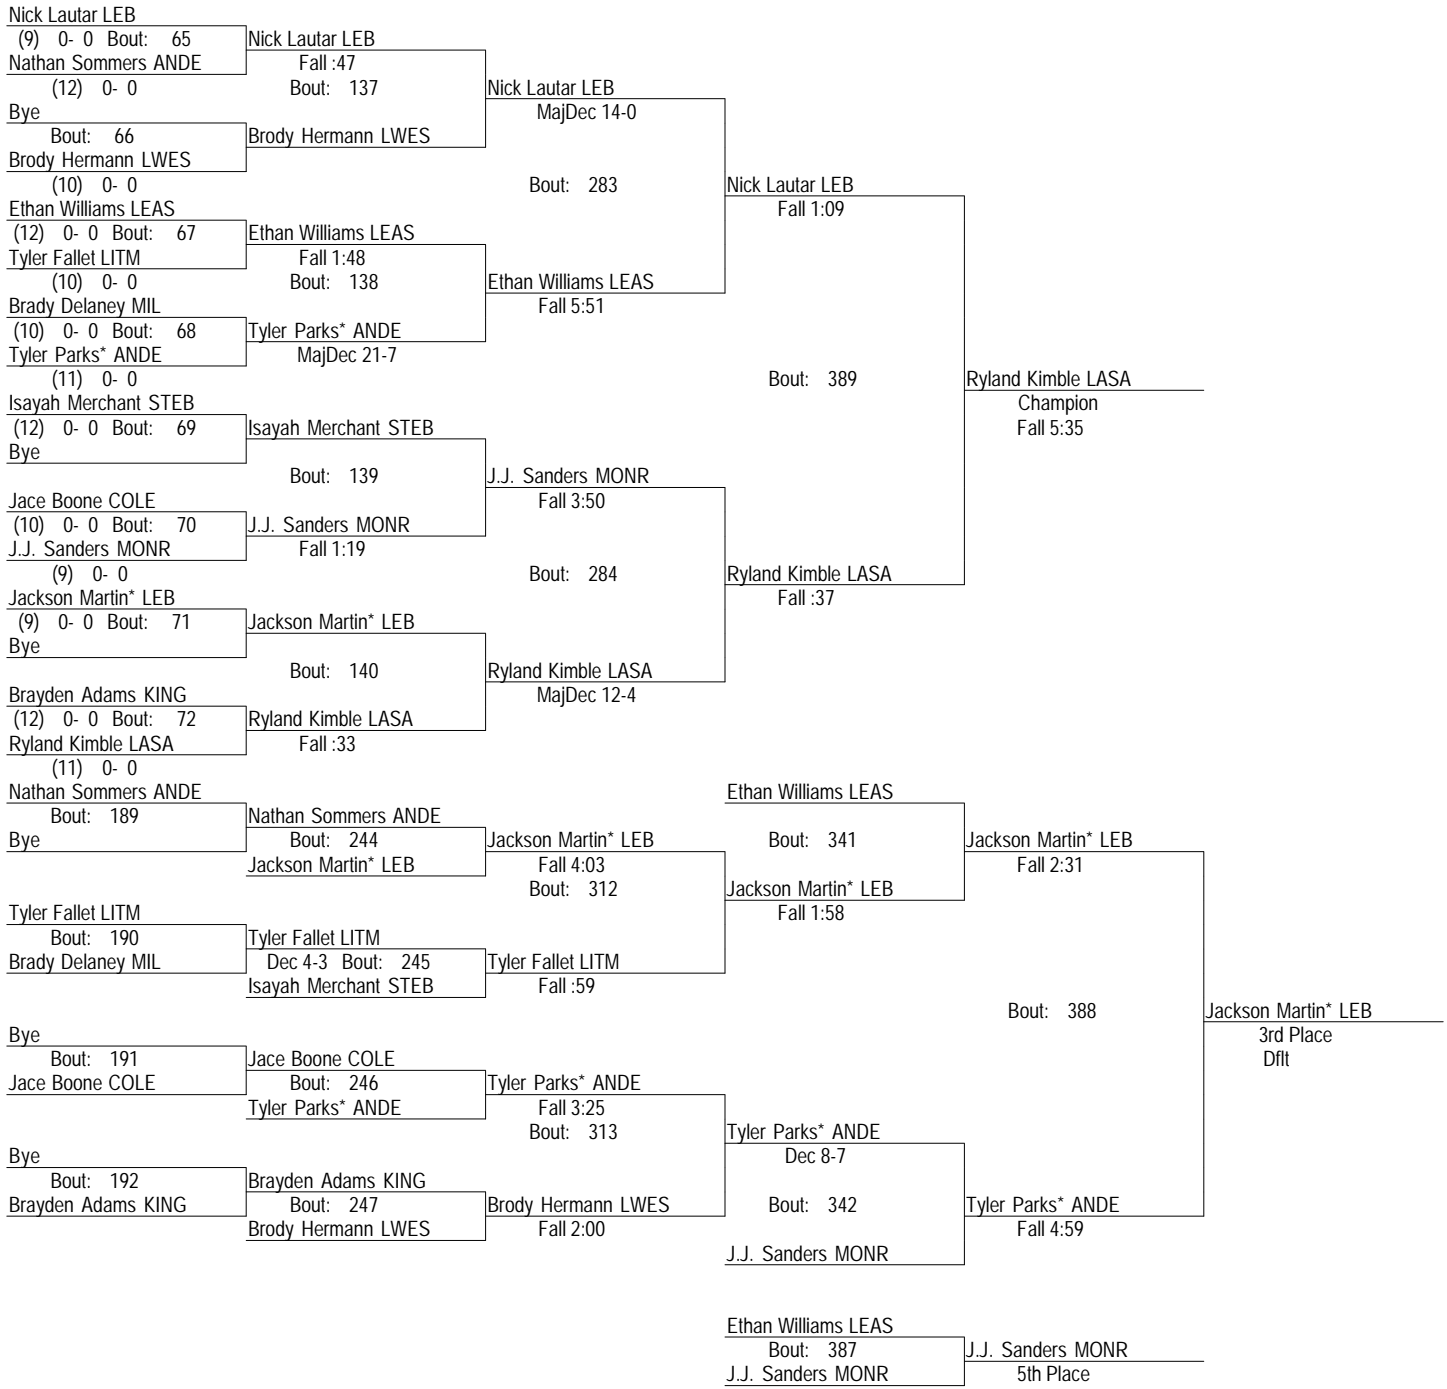 Nick Lautar LEB
(9) 0- 0 Bout: 65 Nick Lautar LEB
Nathan Sommers ANDE Fall :47
(12) 0- 0 Bout: 137 Nick Lautar LEB
Bye MajDec 14-0
Bout: 66 Brody Hermann LWES
Brody Hermann LWES
(10) 0- 0 Bout: 283 Nick Lautar LEB
Ethan Williams LEAS Fall 1:09
(12) 0- 0 Bout: 67 Ethan Williams LEAS
Tyler Fallet LITM Fall 1:48
(10) 0- 0 Bout: 138 Ethan Williams LEAS
Brady Delaney MIL Fall 5:51
(10) 0- 0 Bout: 68 Tyler Parks* ANDE
Tyler Parks* ANDE MajDec 21-7
(11) 0- 0 Bout: 389 Ryland Kimble LASA
Isayah Merchant STEB Champion
(12) 0- 0 Bout: 69 Isayah Merchant STEB Fall 5:35
Bye
Bout: 139 J.J. Sanders MONR
Jace Boone COLE Fall 3:50
(10) 0- 0 Bout: 70 J.J. Sanders MONR
J.J. Sanders MONR Fall 1:19
(9) 0- 0 Bout: 284 Ryland Kimble LASA
Jackson Martin* LEB Fall :37
(9) 0- 0 Bout: 71 Jackson Martin* LEB
Bye
Bout: 140 Ryland Kimble LASA
Brayden Adams KING MajDec 12-4
(12) 0- 0 Bout: 72 Ryland Kimble LASA
Ryland Kimble LASA Fall :33
(11) 0- 0
Nathan Sommers ANDE Ethan Williams LEAS
Bout: 189 Nathan Sommers ANDE
Bye Bout: 244 Jackson Martin* LEB Bout: 341 Jackson Martin* LEB
Jackson Martin* LEB Fall 4:03 Fall 2:31
Bout: 312 Jackson Martin* LEB
Tyler Fallet LITM Fall 1:58
Bout: 190 Tyler Fallet LITM
Brady Delaney MIL Dec 4-3 Bout: 245 Tyler Fallet LITM
Isayah Merchant STEB Fall :59
Bout: 388 Jackson Martin* LEB
Bye 3rd Place
Bout: 191 Jace Boone COLE Dflt
Jace Boone COLE Bout: 246 Tyler Parks* ANDE
Tyler Parks* ANDE Fall 3:25
Bout: 313 Tyler Parks* ANDE
Bye Dec 8-7
Bout: 192 Brayden Adams KING
Brayden Adams KING Bout: 247 Brody Hermann LWES Bout: 342 Tyler Parks* ANDE
Brody Hermann LWES Fall 2:00 Fall 4:59
J.J. Sanders MONR
Ethan Williams LEAS
Bout: 387 J.J. Sanders MONR
J.J. Sanders MONR 5th Place